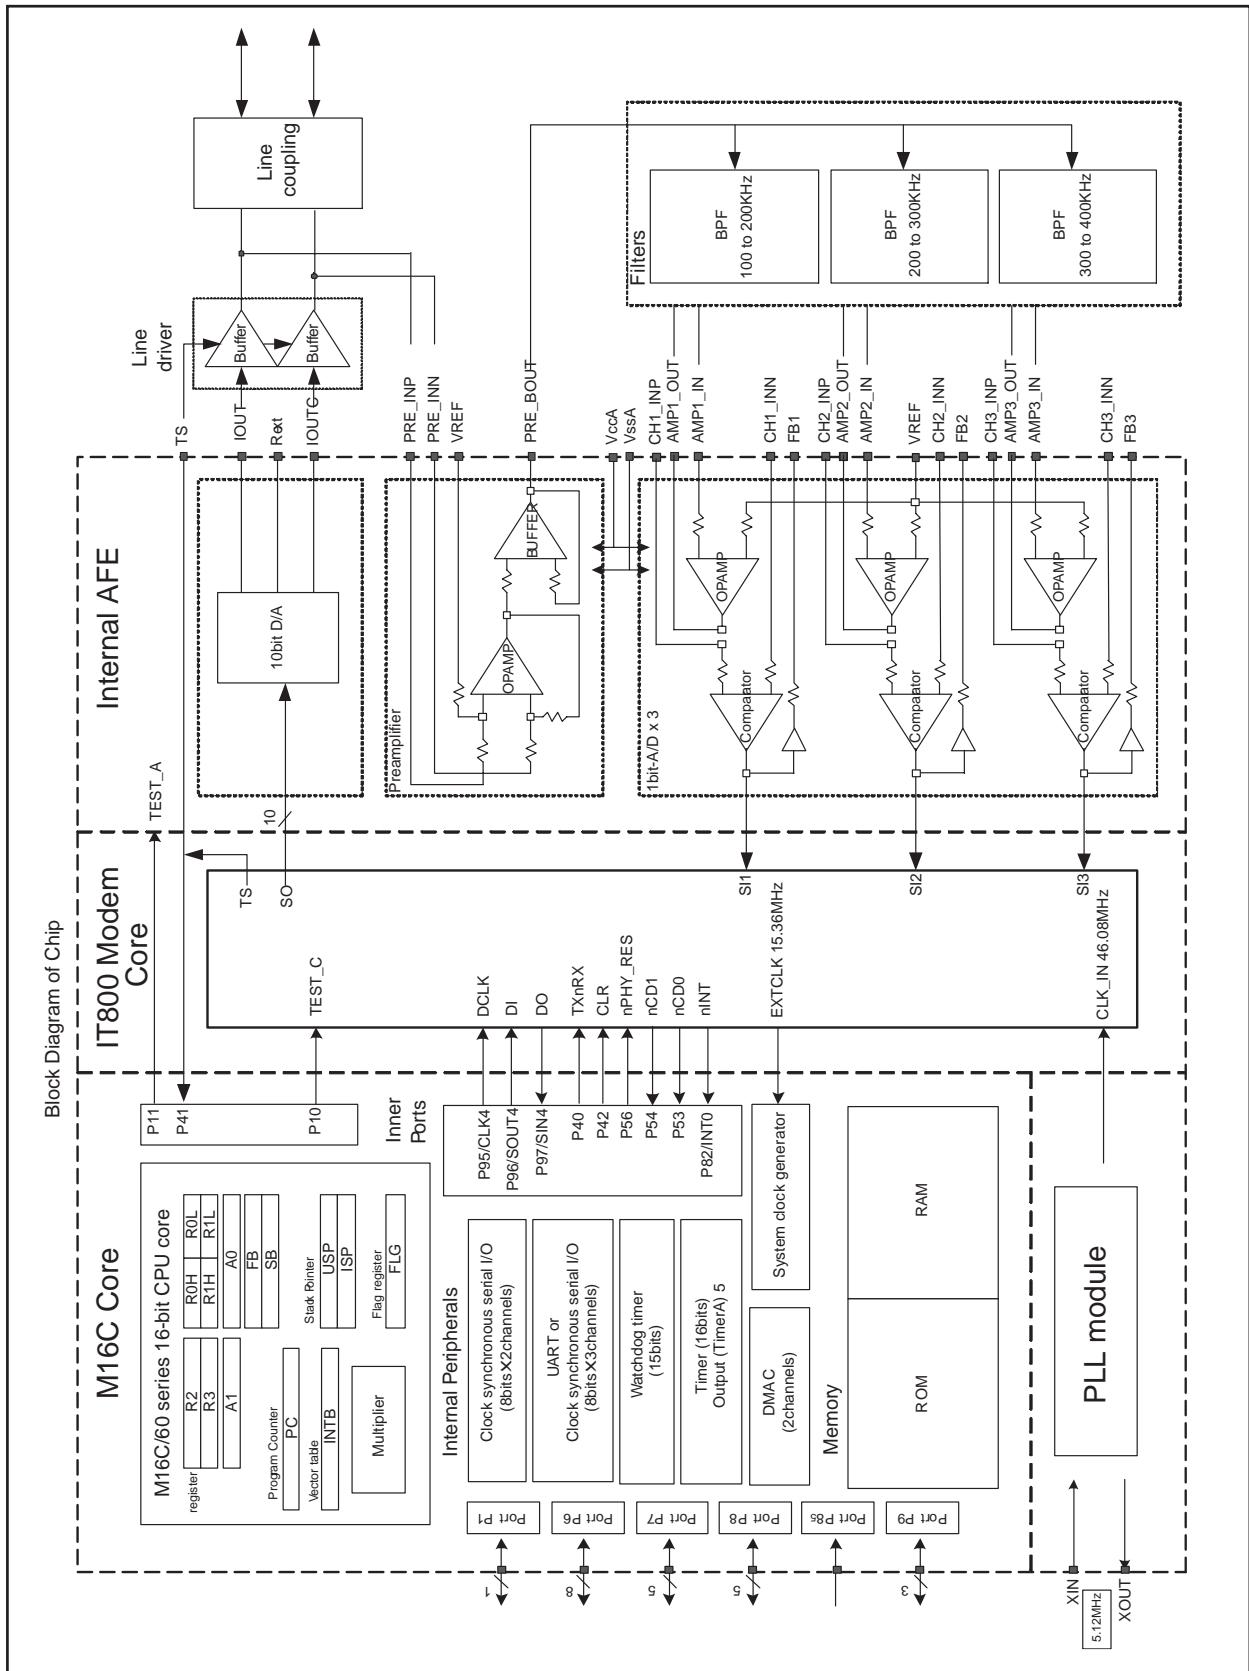 Block Diagram of Chip
M16C Core
M16C/60 series 16-bit CPU core
register
R2
R3
A1
R0H
R0L
R1H
R1L
A0
FB
SB
Program Counter
PC
Vector table
INTB
Stack Pointer
USP
ISP
Multiplier
Flag register
FLG
P11
P41
P10
Inner
Ports
P95/CLK4
P96/SOUT4
P97/SIN4
P40
P42
P56
P54
P53
P82/INT0
System clock generator
Internal Peripherals
Clock synchronous serial I/O
(8bits×2channels)
UART or
Clock synchronous serial I/O
(8bits×3channels)
Watchdog timer
(15bits)
Timer (16bits)
Output (TimerA) 5
DMAC
(2channels)
Memory
ROM
RAM
Port P1
Port P6
Port P7
Port P8
Port P85
Port P9
1
8
5
5
3
PLL module
XIN
5.12MHz
XOUT
IT800 Modem
Core
TS
SO
10
TEST_C
DCLK
DI
DO
TXnRX
CLR
nPHY_RES
nCD1
nCD0
nINT
EXTCLK 15.36MHz
CLK_IN 46.08MHz
SI1
SI2
SI3
Internal AFE
TEST_A
10bit D/A
Preamplifier
OPAMP
BUFFER
1bit-A/D x 3
OPAMP
Comparator
OPAMP
Comparator
OPAMP
Comparator
TS
IOUT
Rext
IOUTC
PRE_INP
PRE_INN
VREF
PRE_BOUT
VccA
VssA
CH1_INP
AMP1_OUT
AMP1_IN
CH1_INN
FB1
CH2_INP
AMP2_OUT
AMP2_IN
VREF
CH2_INN
FB2
CH3_INP
AMP3_OUT
AMP3_IN
CH3_INN
FB3
Line
driver
Buffer
Buffer
Line
coupling
Filters
BPF
100 to 200KHz
BPF
200 to 300KHz
BPF
300 to 400KHz